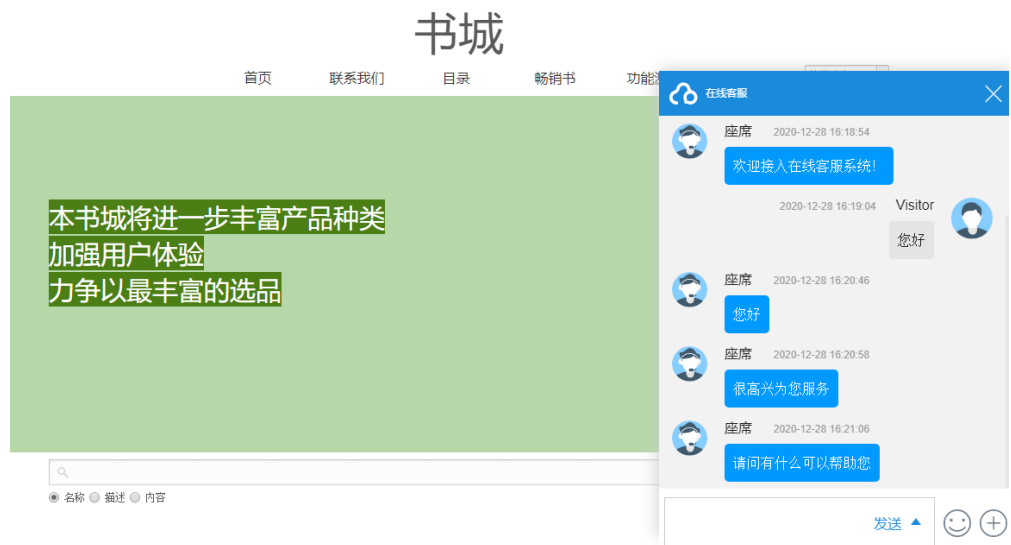 书城
首页 联系我们 目录 畅销书 功能
本书城将进一步丰富产品种类
加强用户体验
力争以最丰富的选品
名称 描述 内容
在线客服
座席 2020-12-28 16:18:54
欢迎接入在线客服系统!
2020-12-28 16:19:04 Visitor
您好
座席 2020-12-28 16:20:46
您好
座席 2020-12-28 16:20:58
很高兴为您服务
座席 2020-12-28 16:21:06
请问有什么可以帮助您
发送